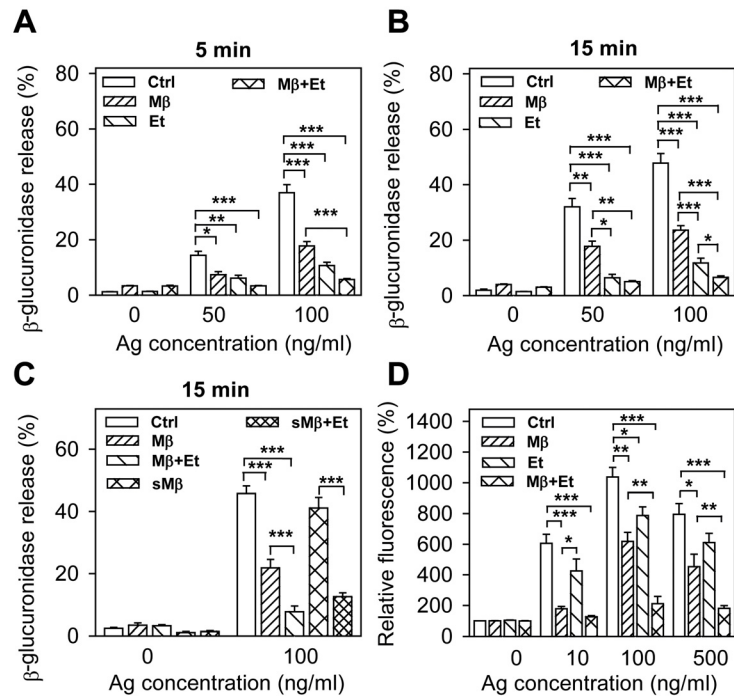 A
5 min
β-glucuronidase release (%)
80
60
40
20
0
Ctrl
Mβ
Et
Mβ+Et
*
**
***
***
***
***
***
0
50
100
Ag concentration (ng/ml)
B
15 min
β-glucuronidase release (%)
80
60
40
20
0
Ctrl
Mβ
Et
Mβ+Et
***
***
**
**
*
***
***
***
***
***
*
0
50
100
Ag concentration (ng/ml)
C
15 min
β-glucuronidase release (%)
60
40
20
0
Ctrl
Mβ
Mβ+Et
sMβ
sMβ+Et
***
***
***
***
0
100
Ag concentration (ng/ml)
D
Relative fluorescence (%)
1400
1200
1000
800
600
400
200
100
0
Ctrl
Mβ
Et
Mβ+Et
***
***
*
***
*
**
**
***
*
**
0
10
100
500
Ag concentration (ng/ml)